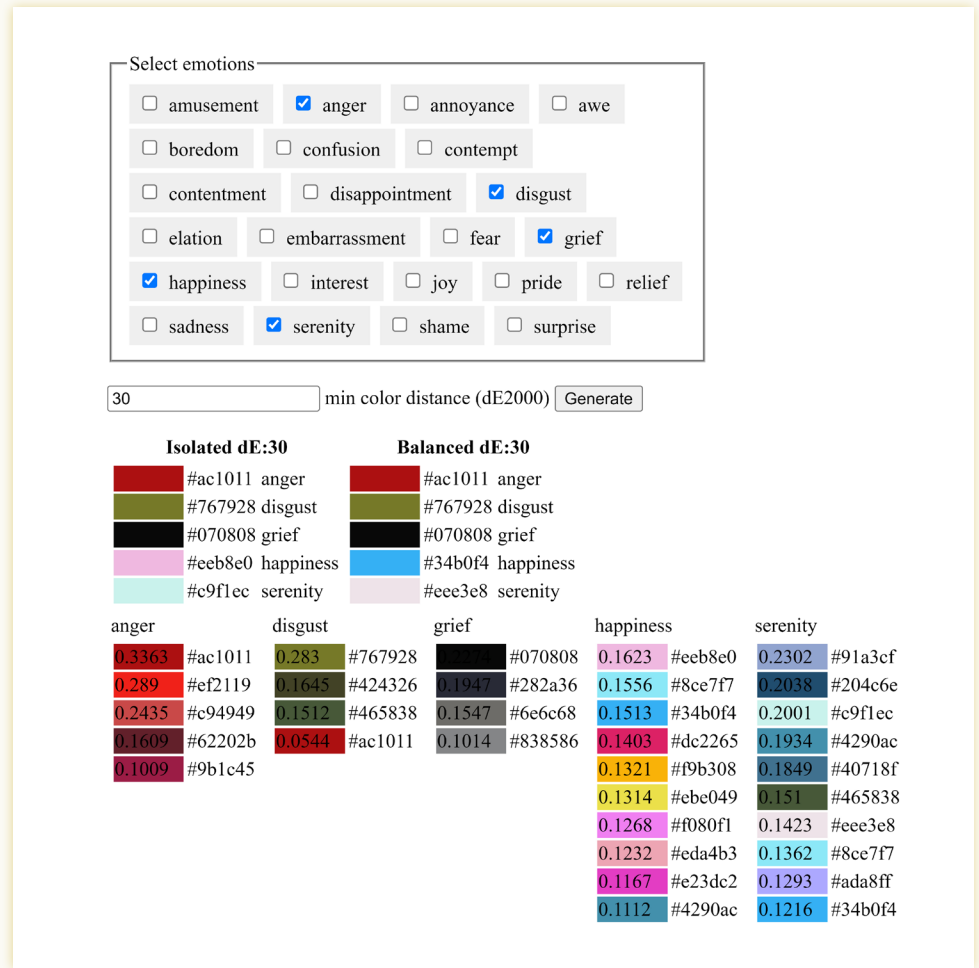 Select emotions
amusement anger annoyance awe
boredom confusion contempt
contentment disappointment disgust
elation embarrassment fear grief
happiness interest joy pride relief
sadness serenity shame surprise
30 min color distance (dE2000) Generate
Isolated dE:30 Balanced dE:30
#ac1011 anger #ac1011 anger
#767928 disgust #767928 disgust
#070808 grief #070808 grief
#eeb8e0 happiness #34b0f4 happiness
#c9f1ec serenity #eee3e8 serenity
anger disgust grief happiness serenity
0.3363 #ac1011 0.283 #767928 #070808 0.1623 #eeb8e0 0.2302 #91a3cf
0.289 #ef2119 0.1645 #424326 0.1947 #282a36 0.1556 #8ce7f7 0.2038 #204c6e
0.2435 #c94949 0.1512 #465838 0.1547 #6e6c68 0.1513 #34b0f4 0.2001 #c9f1ec
0.1609 #62202b 0.0544 #ac1011 0.1014 #838586 0.1403 #dc2265 0.1934 #4290ac
0.1009 #9b1c45 0.1321 #f9b308 0.1849 #40718f
0.1314 #ebe049 0.151 #465838
0.1268 #f080f1 0.1423 #eee3e8
0.1232 #eda4b3 0.1362 #8ce7f7
0.1167 #e23dc2 0.1293 #ada8ff
0.1112 #4290ac 0.1216 #34b0f4